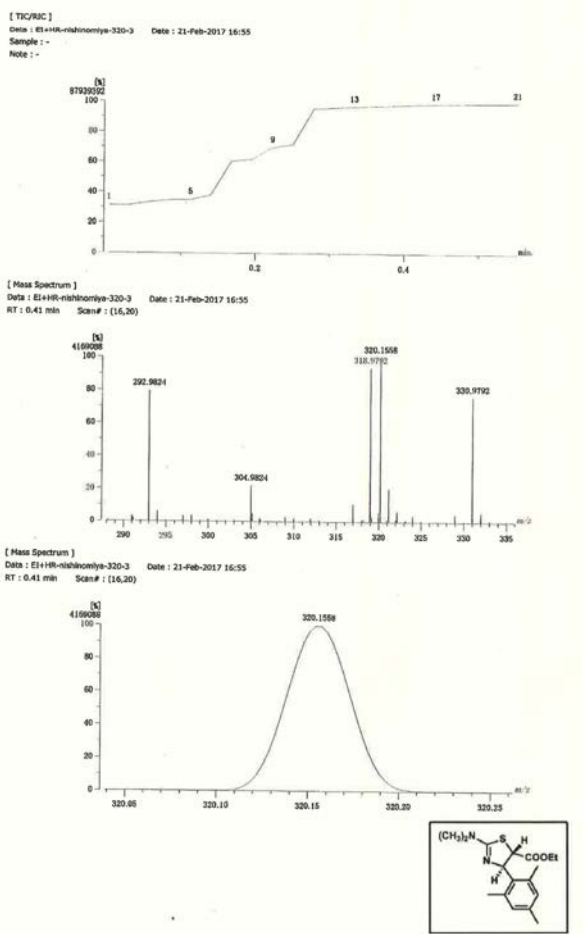 [ TIC/RIC ]
Data : EI+HR-nishinomiya-320-3 Date : 21-Feb-2017 16:55
Sample : -
Note : -
[%]
87939392
100
80
60
40
20
0
1
5
9
13
17
21
0.2
0.4
min
[ Mass Spectrum ]
Data : EI+HR-nishinomiya-320-3 Date : 21-Feb-2017 16:55
RT : 0.41 min Scan# : (16,20)
[%]
4169088
100
80
60
40
20
0
292.9824
304.9824
320.1558
318.9792
330.9792
290 295 300 305 310 315 320 325 330 335
m/z
[ Mass Spectrum ]
Data : EI+HR-nishinomiya-320-3 Date : 21-Feb-2017 16:55
RT : 0.41 min Scan# : (16,20)
[%]
4169088
100
80
60
40
20
0
320.1558
320.05 320.10 320.15 320.20 320.25
m/z
(CH₃)₂N S H
N COOEt
H